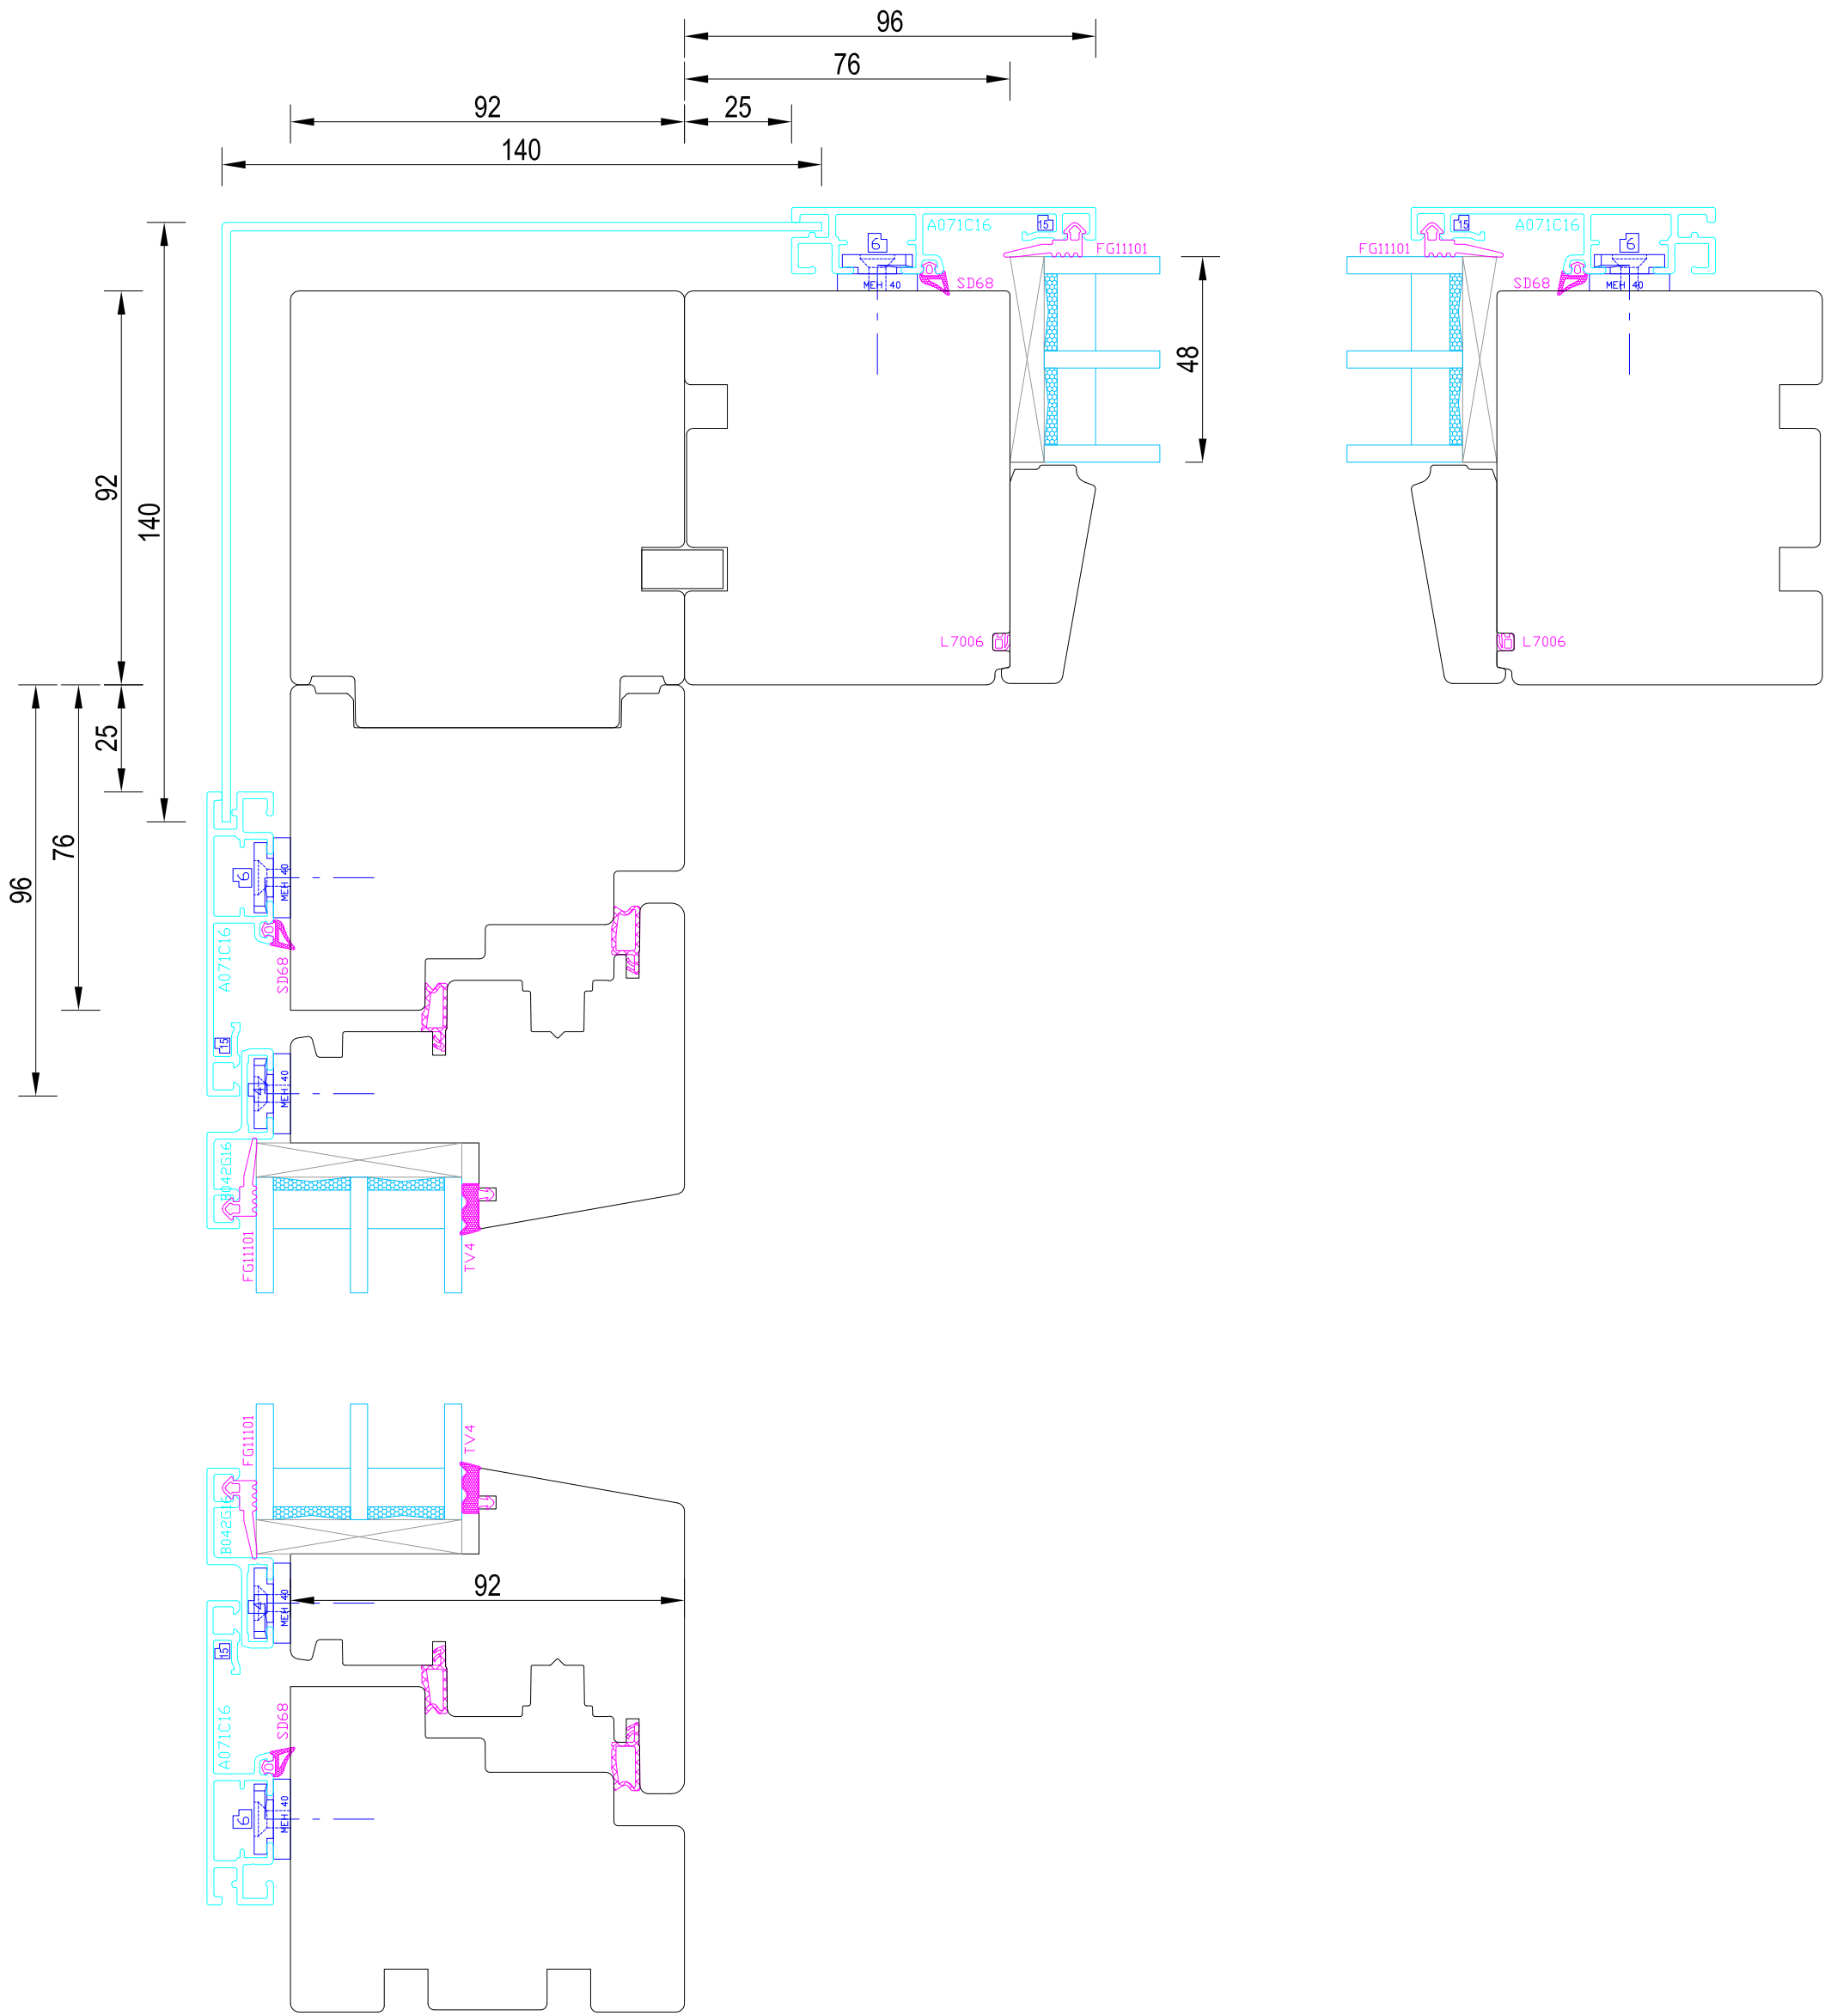 96
76
92
25
140
A071C16
15
6
FG11101
SD68
MEH 40
FG11101
15
A071C16
6
SD68
MEH 40
48
92
140
L7006
L7006
25
76
96
6
MEH 40
A071C16
SD68
15
4
MEH 40
B042G16
FG11101
TV4
FG11101
TV4
B042G16
4
MEH 40
92
15
A071C16
SD68
6
MEH 40